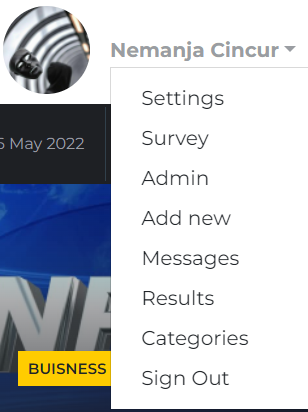 Nemanja Cincur
Settings
Survey
May 2022
Admin
Add new
Messages
Results
Categories
BUISNESS
Sign Out